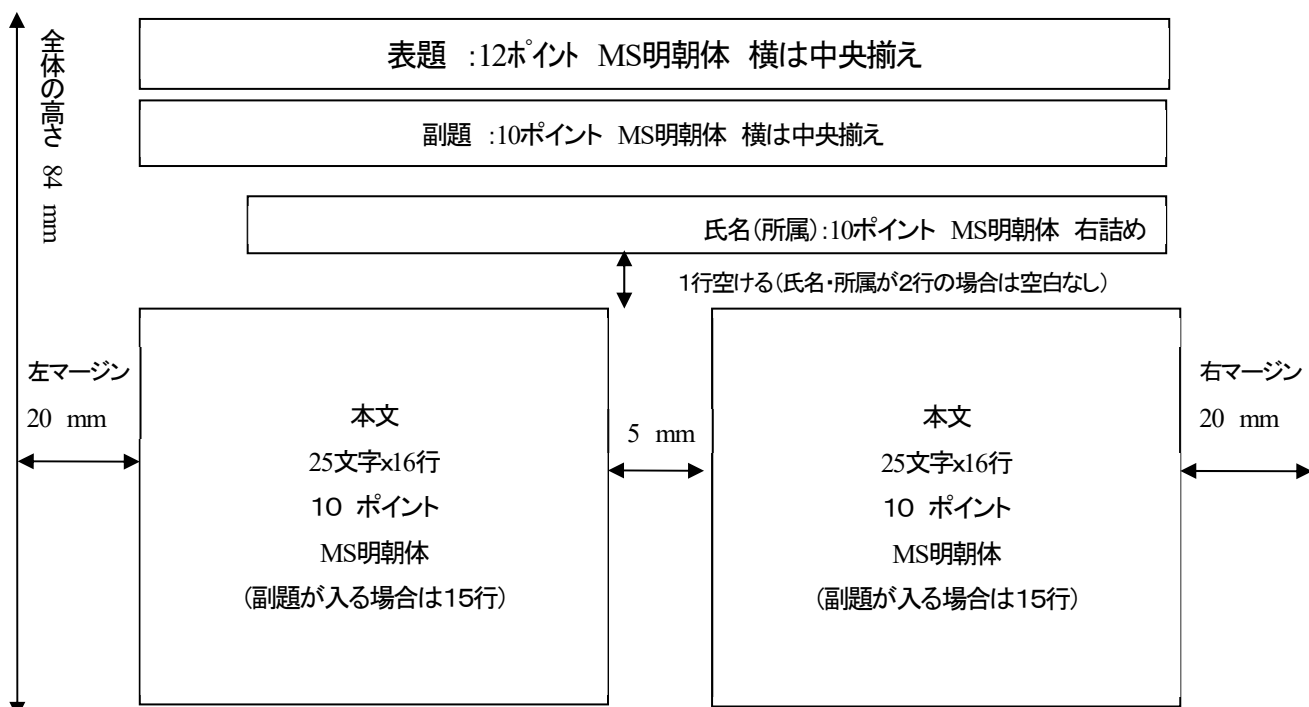 全体の高さ 84 mm
表題 :12ポイント MS明朝体 横は中央揃え
副題 :10ポイント MS明朝体 横は中央揃え
氏名(所属):10ポイント MS明朝体 右詰め
1行空ける(氏名・所属が2行の場合は空白なし)
左マージン
20 mm
本文
25文字x16行
10 ポイント
MS明朝体
(副題が入る場合は15行)
5 mm
本文
25文字x16行
10 ポイント
MS明朝体
(副題が入る場合は15行)
右マージン
20 mm